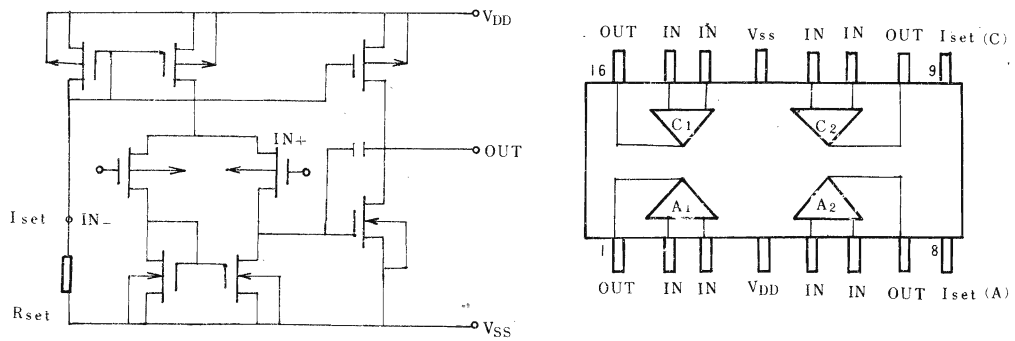 VDD
IN+
OUT
Iset IN-
Rset
VSS
OUT IN IN Vss IN IN OUT Iset (C)
16 9
C1 C2
A1 A2
1 8
OUT IN IN VDD IN IN OUT Iset (A)